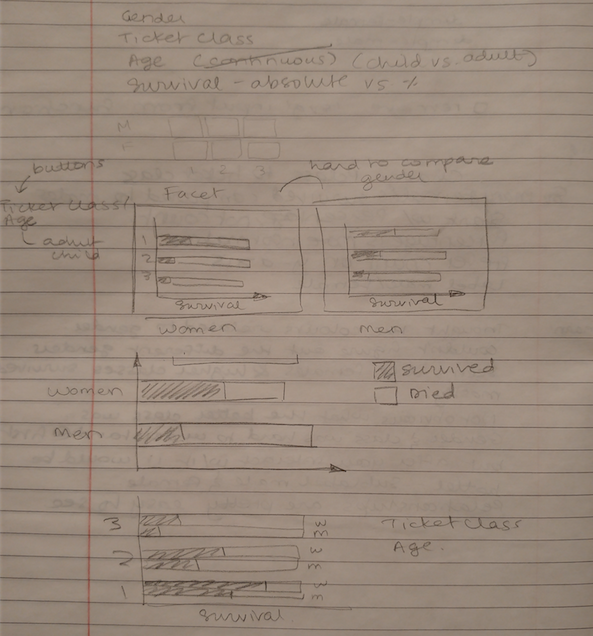 Gender
Ticket Class
Age (continuous) (child vs. adult)
Survival - absolute vs %
M
F
1 2 3
buttons
hard to compare
gender
Facet
Ticket Class/
Age
adult
child
1
2
3
Survival
Survival
Women
Men
Women
Men
Survived
Died
3
W
M
2
W
M
1
W
M
Ticket Class
Age.
Survival